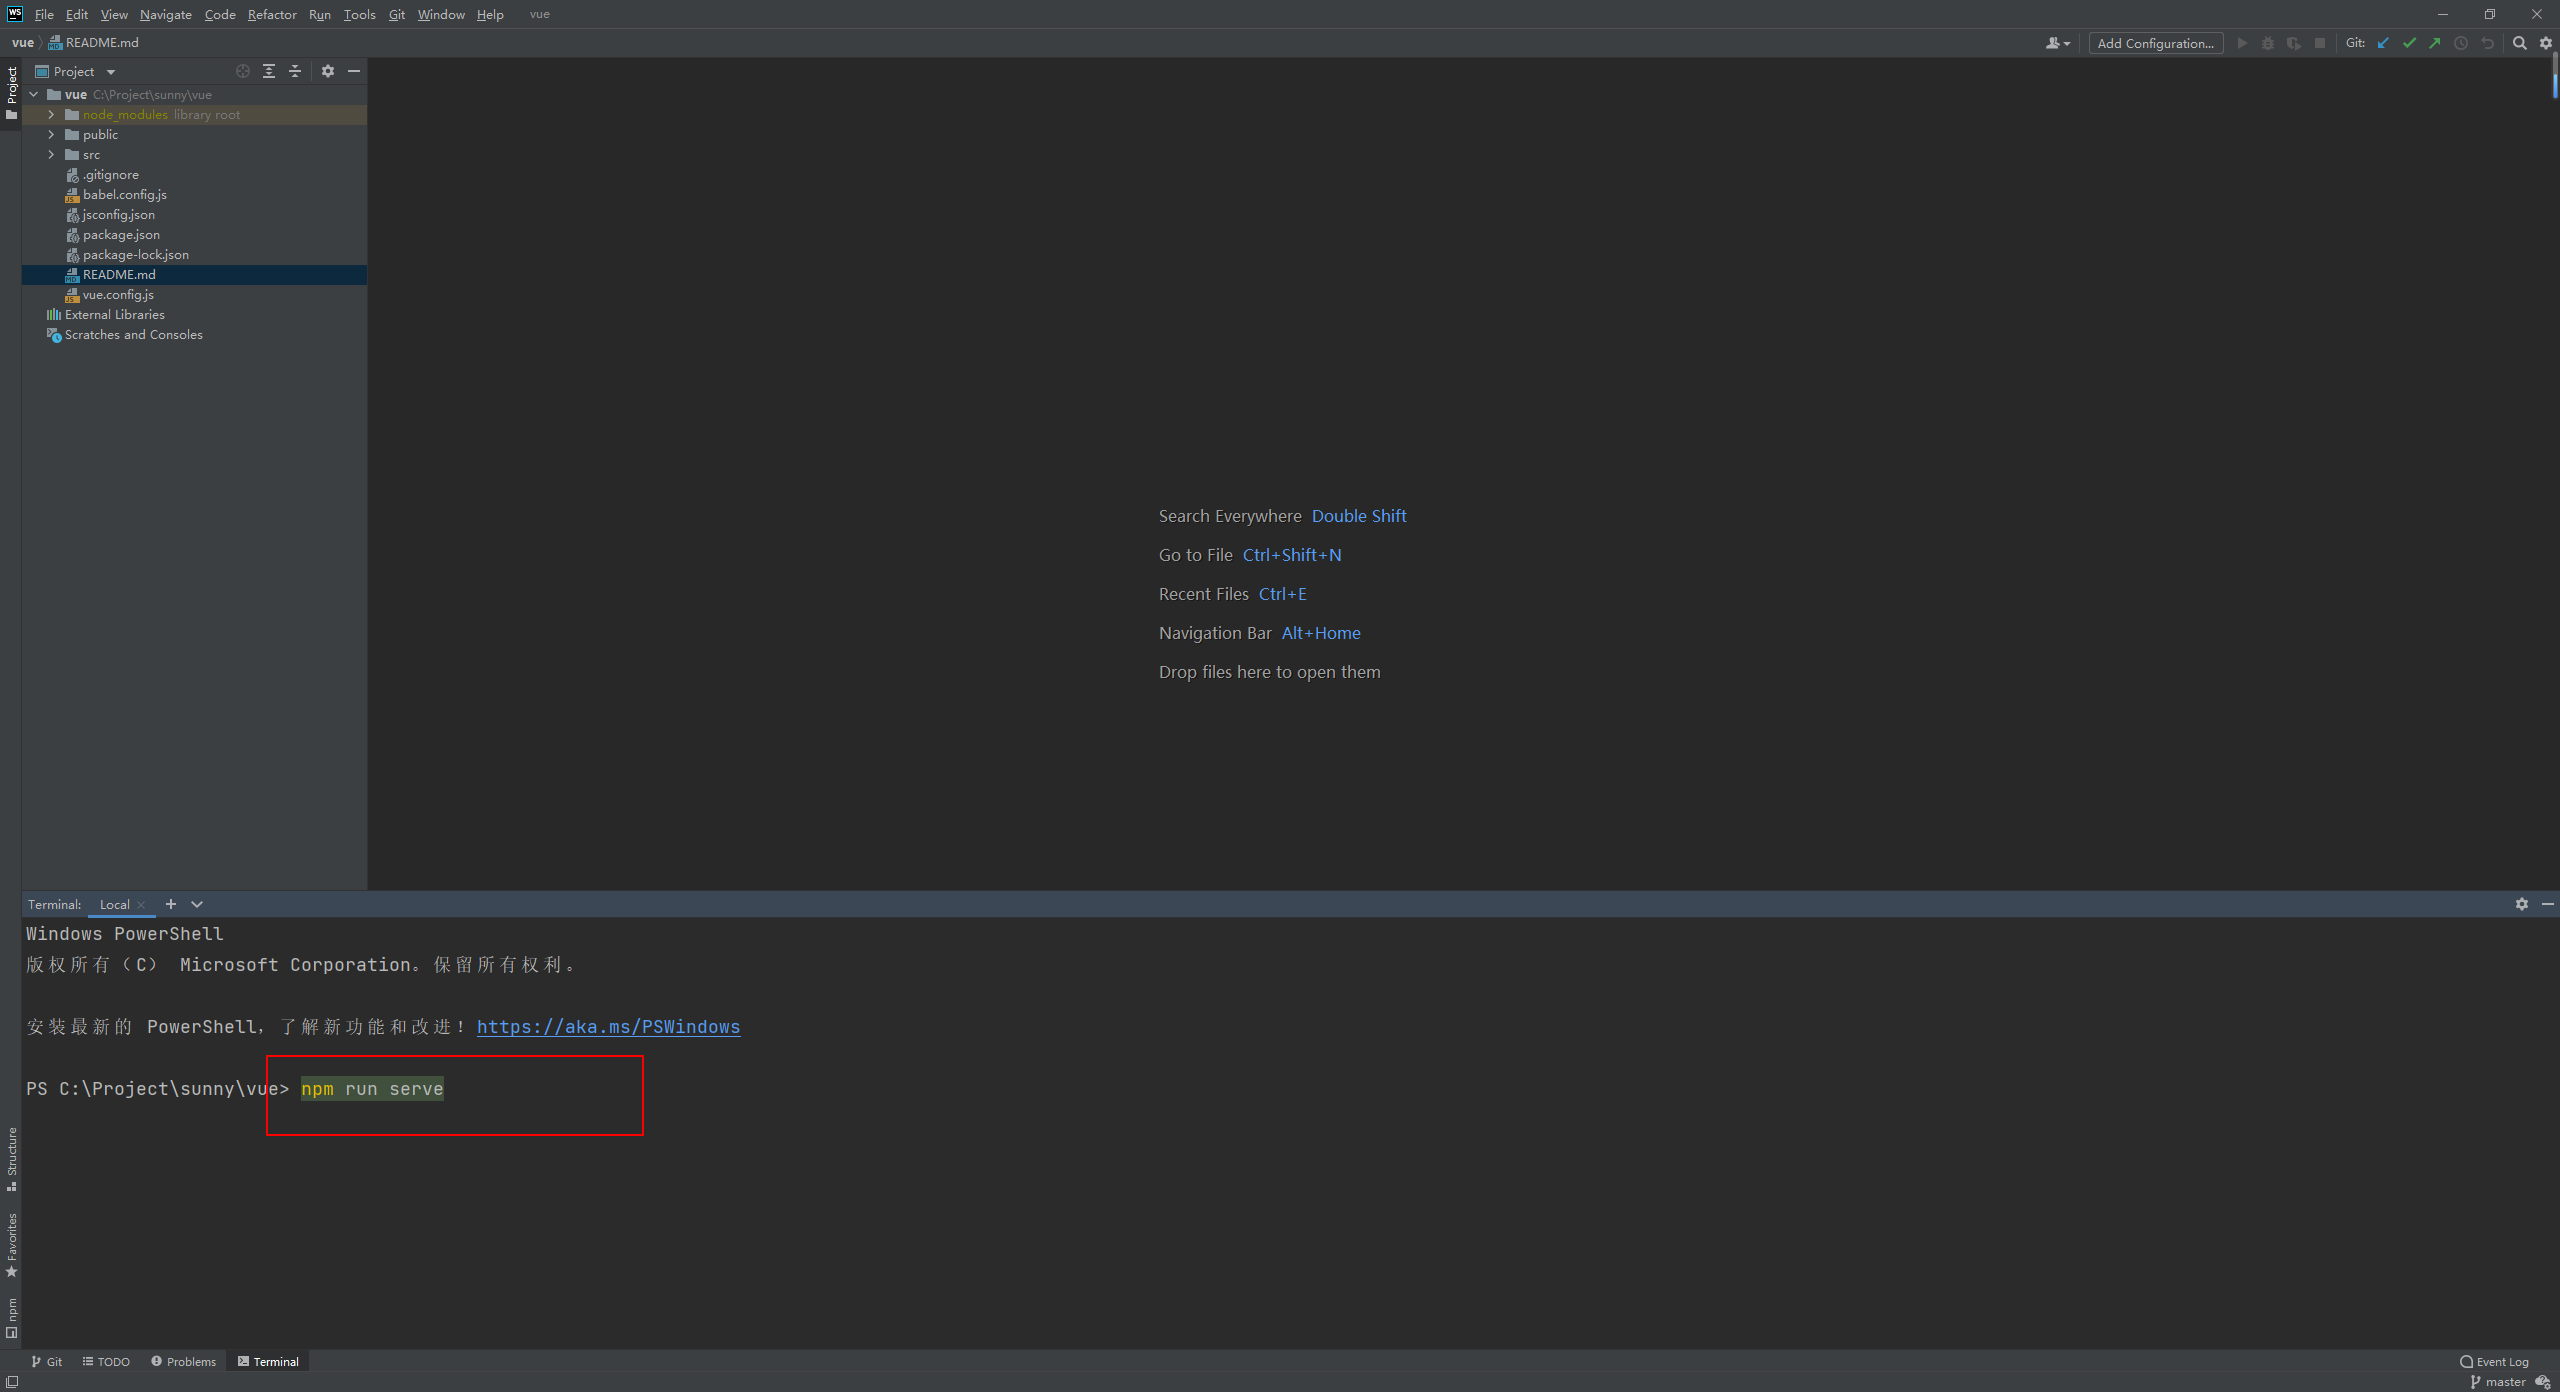 WS File Edit View Navigate Code Refactor Run Tools Git Window Help vue
vue README.md Add Configuration... Git:
Project
Project
vue C:\Project\sunny\vue
node_modules library root
public
src
.gitignore
babel.config.js
jsconfig.json
package.json
package-lock.json
README.md
vue.config.js
External Libraries
Scratches and Consoles
Search Everywhere Double Shift
Go to File Ctrl+Shift+N
Recent Files Ctrl+E
Navigation Bar Alt+Home
Drop files here to open them
Terminal: Local
Windows PowerShell
版权所有（C） Microsoft Corporation。保留所有权利。
安装最新的 PowerShell，了解新功能和改进！https://aka.ms/PSWindows
PS C:\Project\sunny\vue> npm run serve
Structure
Favorites
npm
Git TODO Problems Terminal Event Log
master